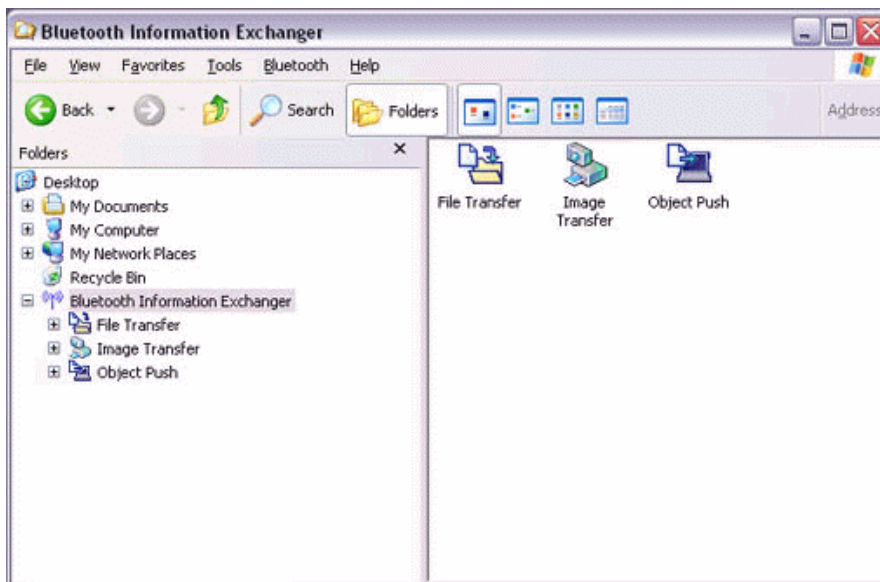 Bluetooth Information Exchanger
File View Favorites Tools Bluetooth Help
Back Search Folders Address
Folders
Desktop
My Documents
My Computer
My Network Places
Recycle Bin
Bluetooth Information Exchanger
File Transfer
Image Transfer
Object Push
File Transfer
Image
Transfer
Object Push